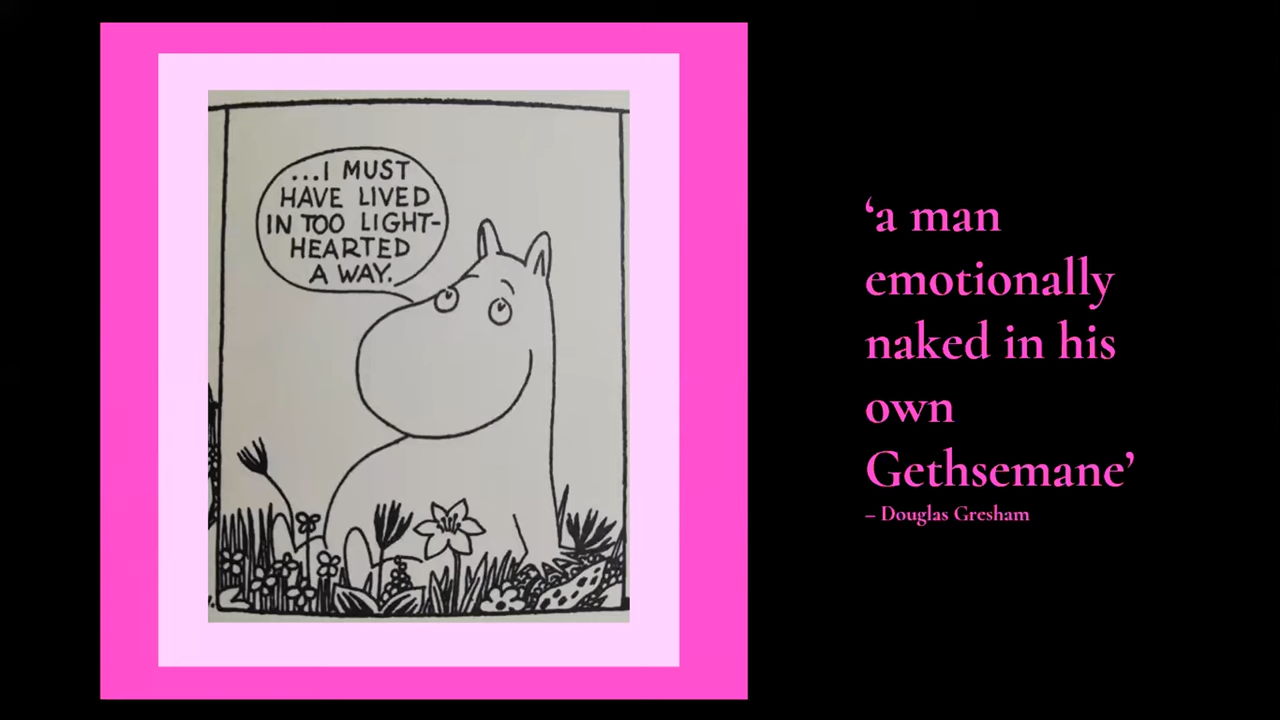 ...I MUST
HAVE LIVED
IN TOO LIGHT-
HEARTED
A WAY.
‘a man
emotionally
naked in his
own
Gethsemane’
– Douglas Gresham